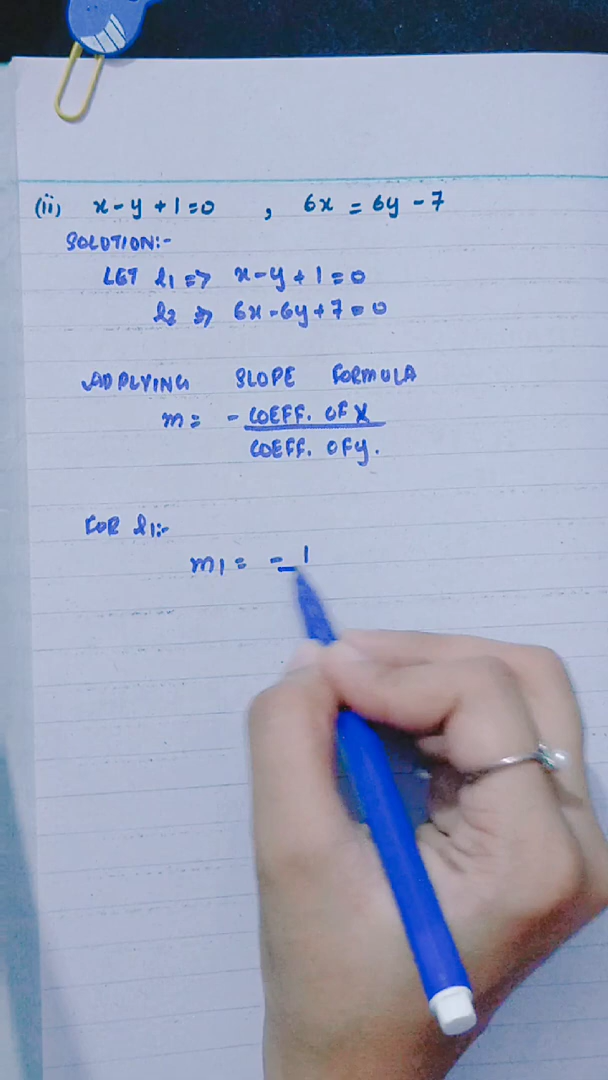 (ii) x-y+1=0 , 6x = 6y-7
SOLUTION:-
LET l1 => x-y+1=0
l2 => 6x-6y+7=0
APPLYING SLOPE FORMULA
m = - COEFF. OF X
COEFF. OF y.
FOR l1:-
m1 = - 1